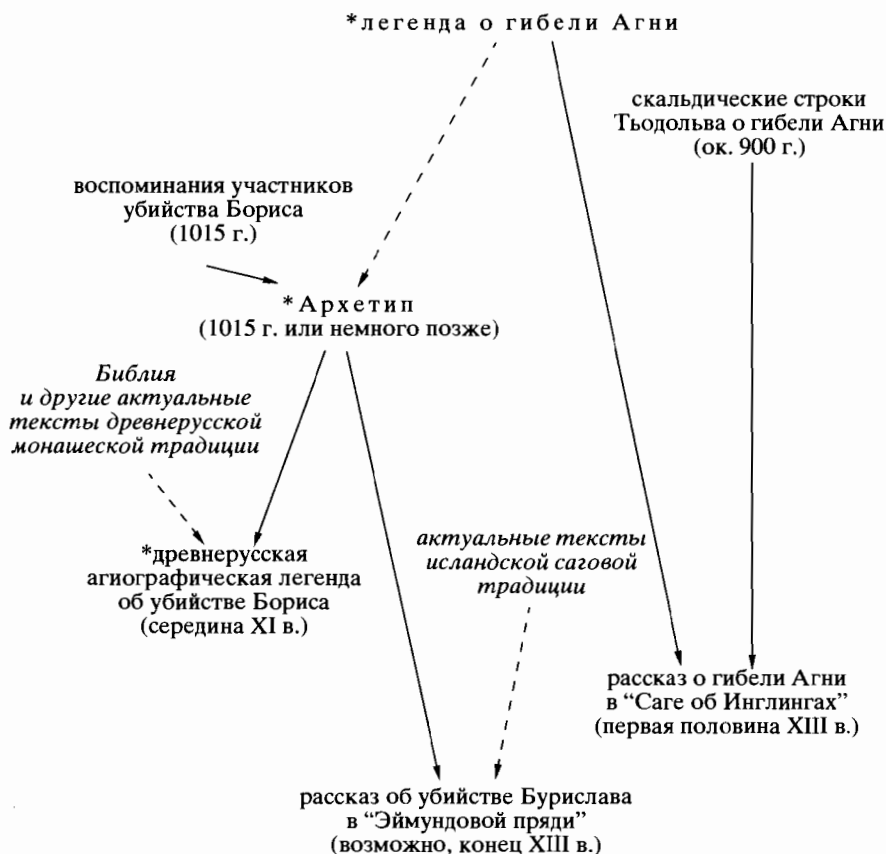 *легенда о гибели Агни
скальдические строки
Тьодольва о гибели Агни
(ок. 900 г.)
воспоминания участников
убийства Бориса
(1015 г.)
*Архетип
(1015 г. или немного позже)
Библия
и другие актуальные
тексты древнерусской
монашеской традиции
*древнерусская
агиографическая легенда
об убийстве Бориса
(середина XI в.)
актуальные тексты
исландской саговой
традиции
рассказ о гибели Агни
в "Саге об Инглингах"
(первая половина XIII в.)
рассказ об убийстве Бурислава
в "Эймундовой пряди"
(возможно, конец XIII в.)